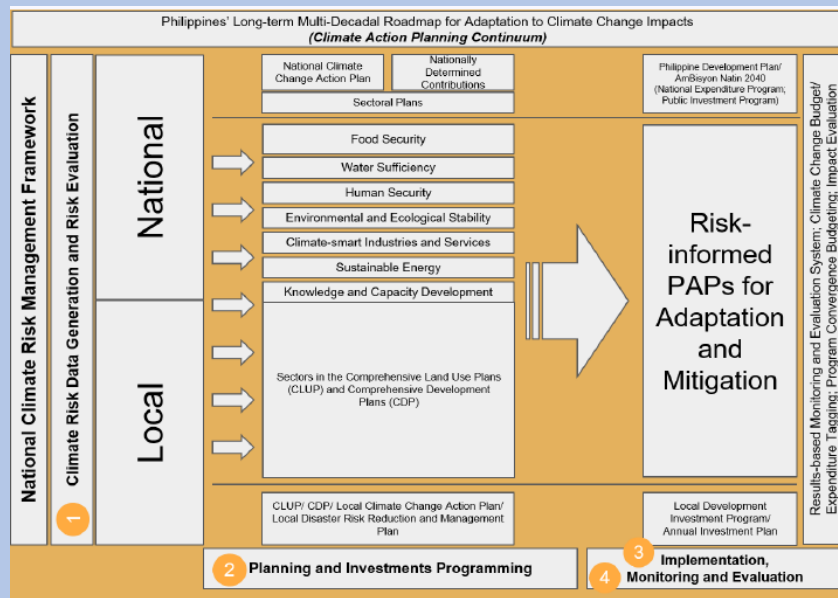 Philippines' Long-term Multi-Decadal Roadmap for Adaptation to Climate Change Impacts
(Climate Action Planning Continuum)
National Climate Risk Management Framework
Climate Risk Data Generation and Risk Evaluation
1
National
Local
National Climate
Change Action Plan
Nationally
Determined
Contributions
Sectoral Plans
Food Security
Water Sufficiency
Human Security
Environmental and Ecological Stability
Climate-smart Industries and Services
Sustainable Energy
Knowledge and Capacity Development
Sectors in the Comprehensive Land Use Plans
(CLUP) and Comprehensive Development
Plans (CDP)
CLUP/ CDP/ Local Climate Change Action Plan/
Local Disaster Risk Reduction and Management
Plan
Philippine Development Plan/
AmBisyon Natin 2040
(National Expenditure Program;
Public Investment Program)
Risk-
informed
PAPs for
Adaptation
and
Mitigation
Local Development
Investment Program/
Annual Investment Plan
Results-based Monitoring and Evaluation System; Climate Change Budget/
Expenditure Tagging; Program Convergence Budgeting; Impact Evaluation
2 Planning and Investments Programming
3 Implementation,
4 Monitoring and Evaluation